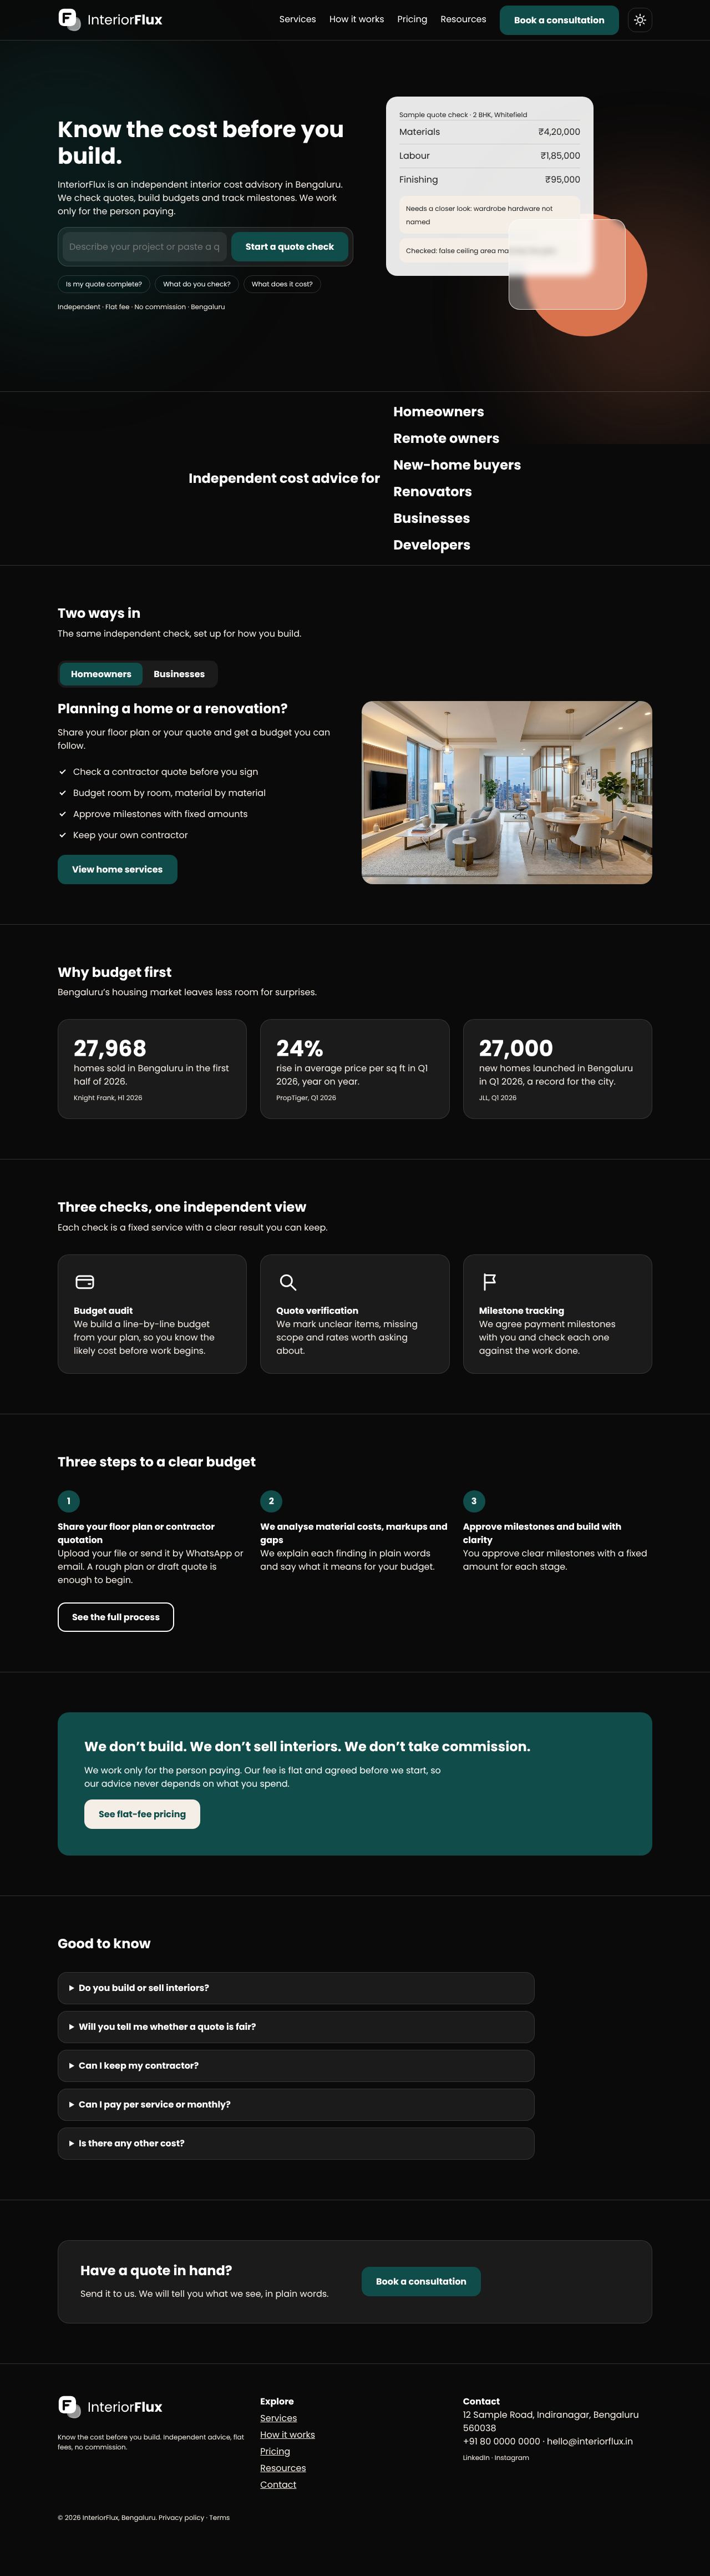 InteriorFlux
Services
How it works
Pricing
Resources
Book a consultation
Know the cost before you
build.
InteriorFlux is an independent interior cost advisory in Bengaluru.
We check quotes, build budgets and track milestones. We work
only for the person paying.
Describe your project or paste a q
Start a quote check
Is my quote complete?
What do you check?
What does it cost?
Independent · Flat fee · No commission · Bengaluru
Sample quote check · 2 BHK, Whitefield
Materials ₹4,20,000
Labour ₹1,85,000
Finishing ₹95,000
Needs a closer look: wardrobe hardware not
named
Checked: false ceiling area
Independent cost advice for
Homeowners
Remote owners
New-home buyers
Renovators
Businesses
Developers
Two ways in
The same independent check, set up for how you build.
Homeowners
Businesses
Planning a home or a renovation?
Share your floor plan or your quote and get a budget you can
follow.
Check a contractor quote before you sign
Budget room by room, material by material
Approve milestones with fixed amounts
Keep your own contractor
View home services
Why budget first
Bengaluru’s housing market leaves less room for surprises.
27,968
homes sold in Bengaluru in the first
half of 2026.
Knight Frank, H1 2026
24%
rise in average price per sq ft in Q1
2026, year on year.
PropTiger, Q1 2026
27,000
new homes launched in Bengaluru
in Q1 2026, a record for the city.
JLL, Q1 2026
Three checks, one independent view
Each check is a fixed service with a clear result you can keep.
Budget audit
We build a line-by-line budget
from your plan, so you know the
likely cost before work begins.
Quote verification
We mark unclear items, missing
scope and rates worth asking
about.
Milestone tracking
We agree payment milestones
with you and check each one
against the work done.
Three steps to a clear budget
1
Share your floor plan or contractor
quotation
Upload your file or send it by WhatsApp or
email. A rough plan or draft quote is
enough to begin.
2
We analyse material costs, markups and
gaps
We explain each finding in plain words
and say what it means for your budget.
3
Approve milestones and build with
clarity
You approve clear milestones with a fixed
amount for each stage.
See the full process
We don’t build. We don’t sell interiors. We don’t take commission.
We work only for the person paying. Our fee is flat and agreed before we start, so
our advice never depends on what you spend.
See flat-fee pricing
Good to know
Do you build or sell interiors?
Will you tell me whether a quote is fair?
Can I keep my contractor?
Can I pay per service or monthly?
Is there any other cost?
Have a quote in hand?
Send it to us. We will tell you what we see, in plain words.
Book a consultation
InteriorFlux
Know the cost before you build. Independent advice, flat
fees, no commission.
Explore
Services
How it works
Pricing
Resources
Contact
Contact
12 Sample Road, Indiranagar, Bengaluru
560038
+91 80 0000 0000 · hello@interiorflux.in
LinkedIn · Instagram
© 2026 InteriorFlux, Bengaluru. Privacy policy · Terms